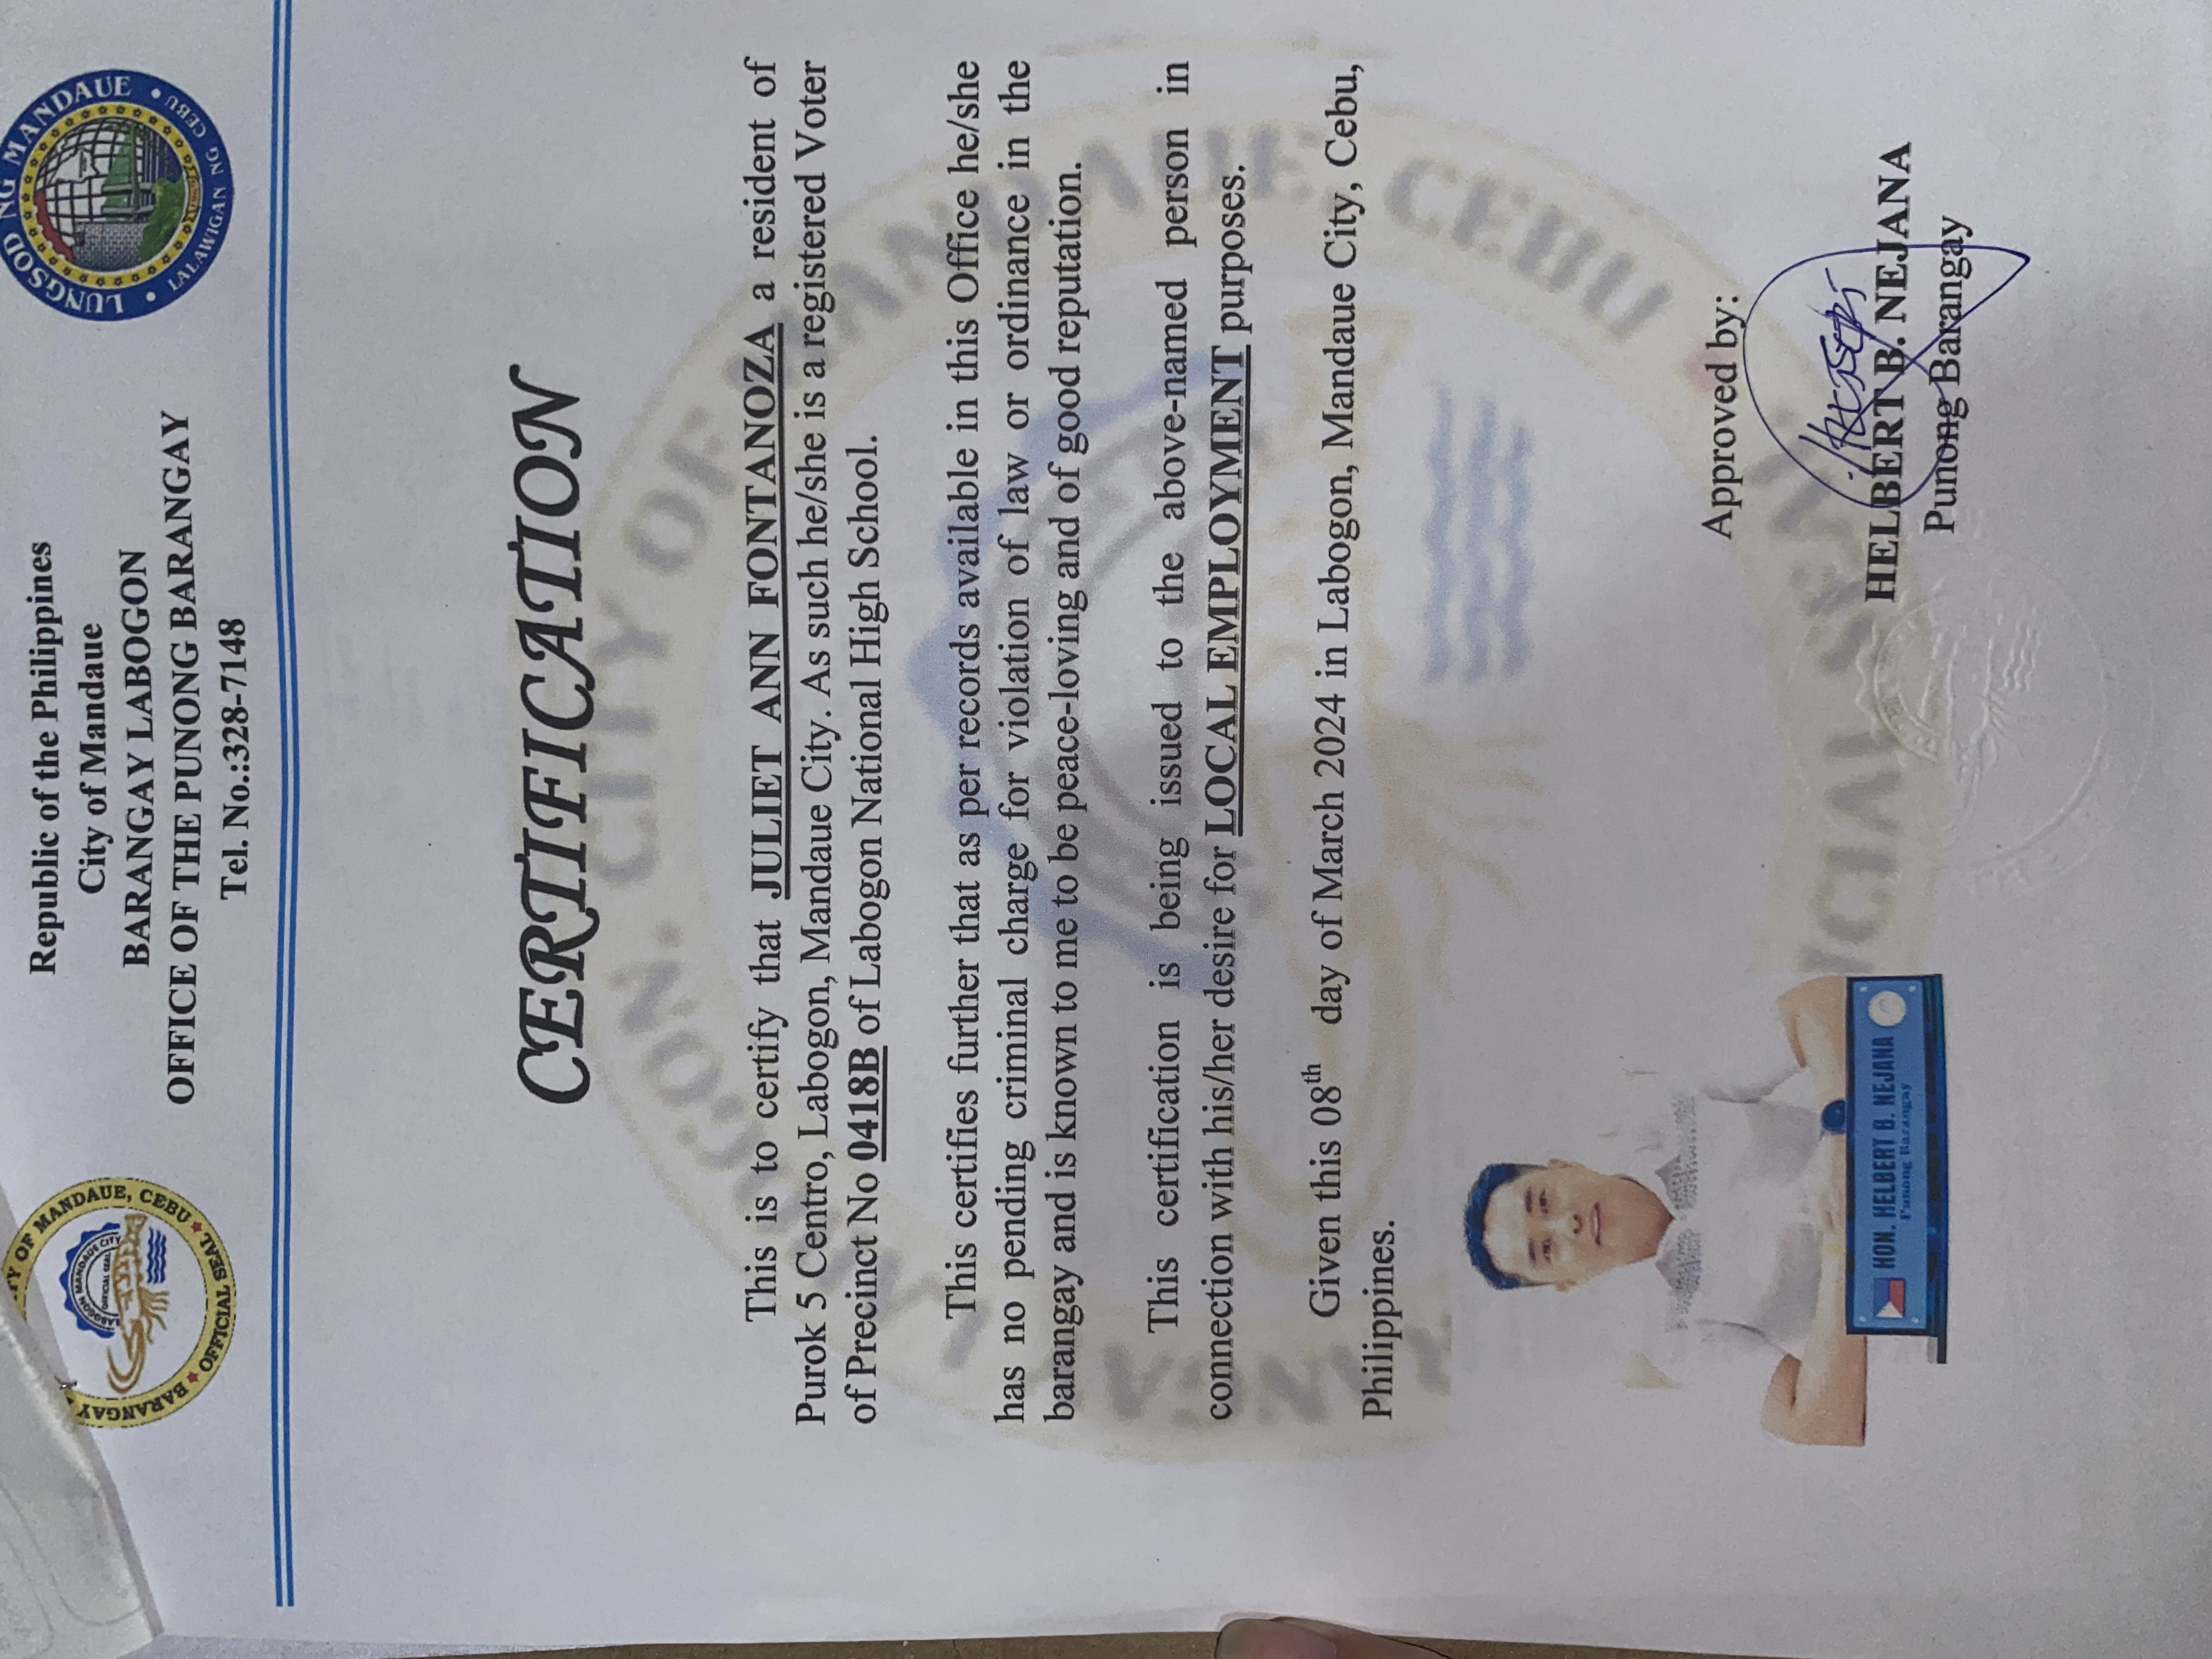 Republic of the Philippines
City of Mandaue
BARANGAY LABOGON
OFFICE OF THE PUNONG BARANGAY
Tel. No.:328-7148
OF MANDAUE, CEBU
BARANGAY ★ OFFICIAL SEAL ★
LABOGON MANDAUE CITY
OFFICIAL SEAL
LUNGSOD NG MANDAUE
LALAWIGAN NG CEBU
CERTIFICATION
This is to certify that JULIET ANN FONTANOZA a resident of
Purok 5 Centro, Labogon, Mandaue City. As such he/she is a registered Voter
of Precinct No 0418B of Labogon National High School.
This certifies further that as per records available in this Office he/she
has no pending criminal charge for violation of law or ordinance in the
barangay and is known to me to be peace-loving and of good reputation.
This certification is being issued to the above-named person in
connection with his/her desire for LOCAL EMPLOYMENT purposes.
Given this 08th day of March 2024 in Labogon, Mandaue City, Cebu,
Philippines.
Approved by:
HELBERT B. NEJANA
Punong Barangay
HON. HELBERT B. NEJANA
Punong Barangay